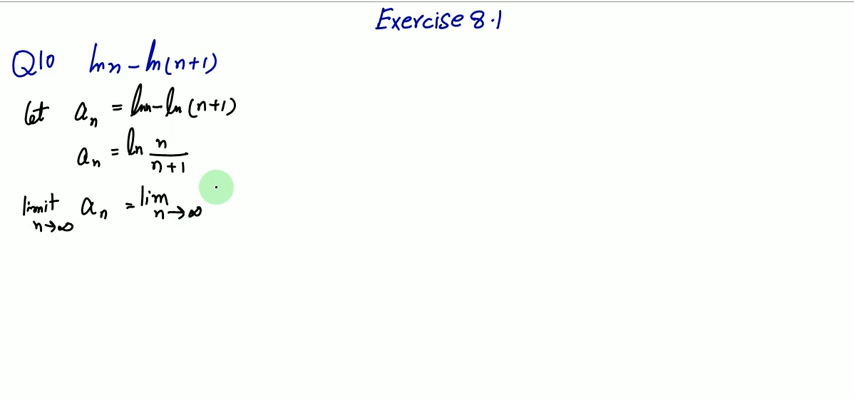 Exercise 8.1
Q10 ln n - ln(n+1)
let aₙ = ln n - ln(n+1)
aₙ = ln n/(n+1)
limit n→∞ aₙ = lim n→∞